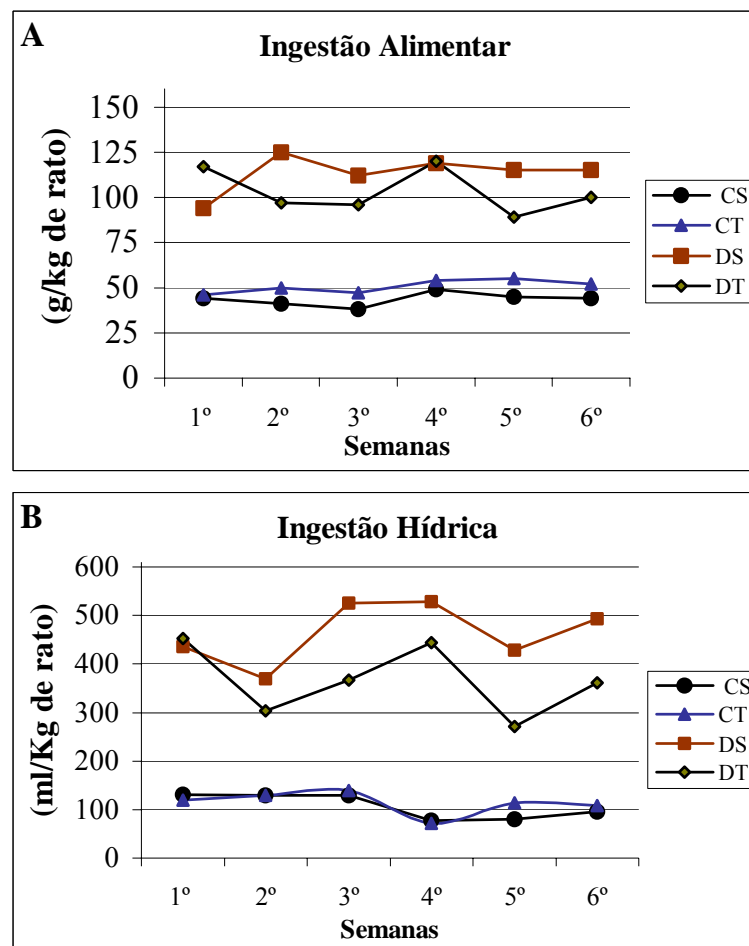 A
Ingestão Alimentar
(g/kg de rato)
150
125
100
75
50
25
0
1º 2º 3º 4º 5º 6º
Semanas
CS
CT
DS
DT
B
Ingestão Hídrica
(ml/Kg de rato)
600
500
400
300
200
100
0
1º 2º 3º 4º 5º 6º
Semanas
CS
CT
DS
DT